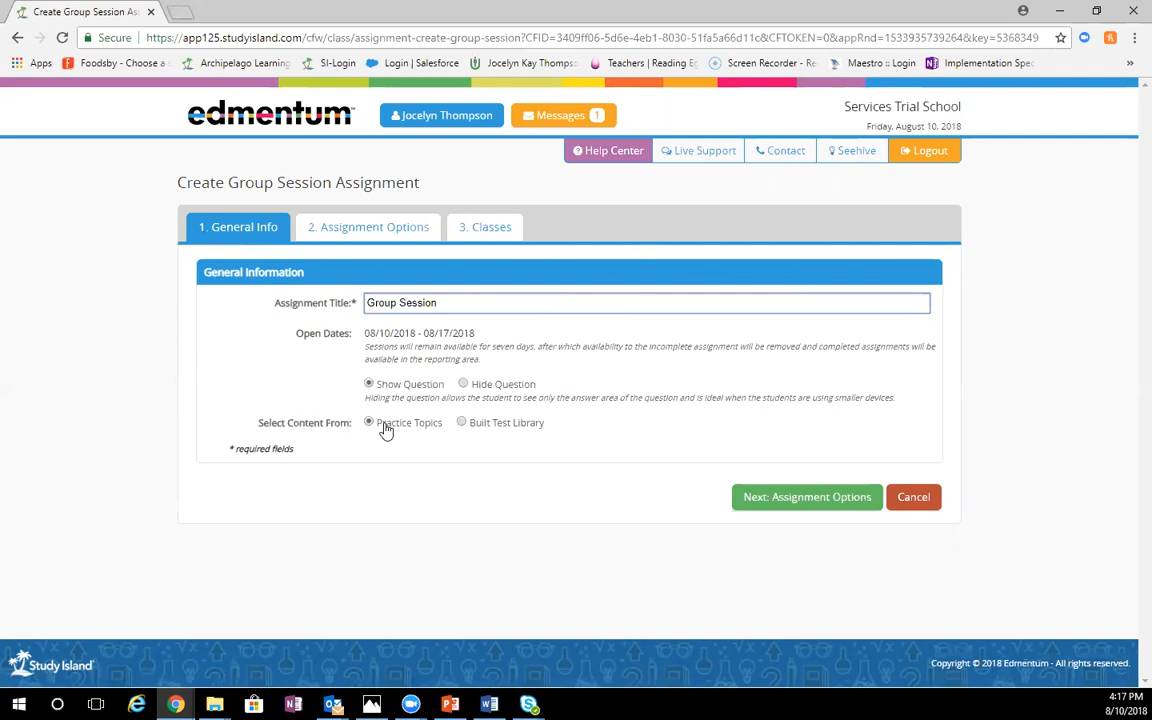 Create Group Session As
Secure
https://app125.studyisland.com/cfw/class/assignment-create-group-session?CFID=3409ff06-5d6e-4eb1-8030-51fa5a66d11c&CFTOKEN=0&appRnd=1533935739264&key=5368349
Apps
Foodsby - Choose a
Archipelago Learning
SI-Login
Login | Salesforce
Jocelyn Kay Thomps
Teachers | Reading E
Screen Recorder - Re
Maestro :: Login
Implementation Spec
edmentum™
Jocelyn Thompson
Messages 1
Services Trial School
Friday, August 10, 2018
Help Center
Live Support
Contact
Seehive
Logout
Create Group Session Assignment
1. General Info
2. Assignment Options
3. Classes
General Information
Assignment Title:* Group Session
Open Dates: 08/10/2018 - 08/17/2018
Sessions will remain available for seven days, after which availability to the incomplete assignment will be removed and completed assignments will be
available in the reporting area.
Show Question Hide Question
Hiding the question allows the student to see only the answer area of the question and is ideal when the students are using smaller devices.
Select Content From: Practice Topics Built Test Library
* required fields
Next: Assignment Options
Cancel
Study Island
Copyright © 2018 Edmentum - All rights reserved.
4:17 PM
8/10/2018